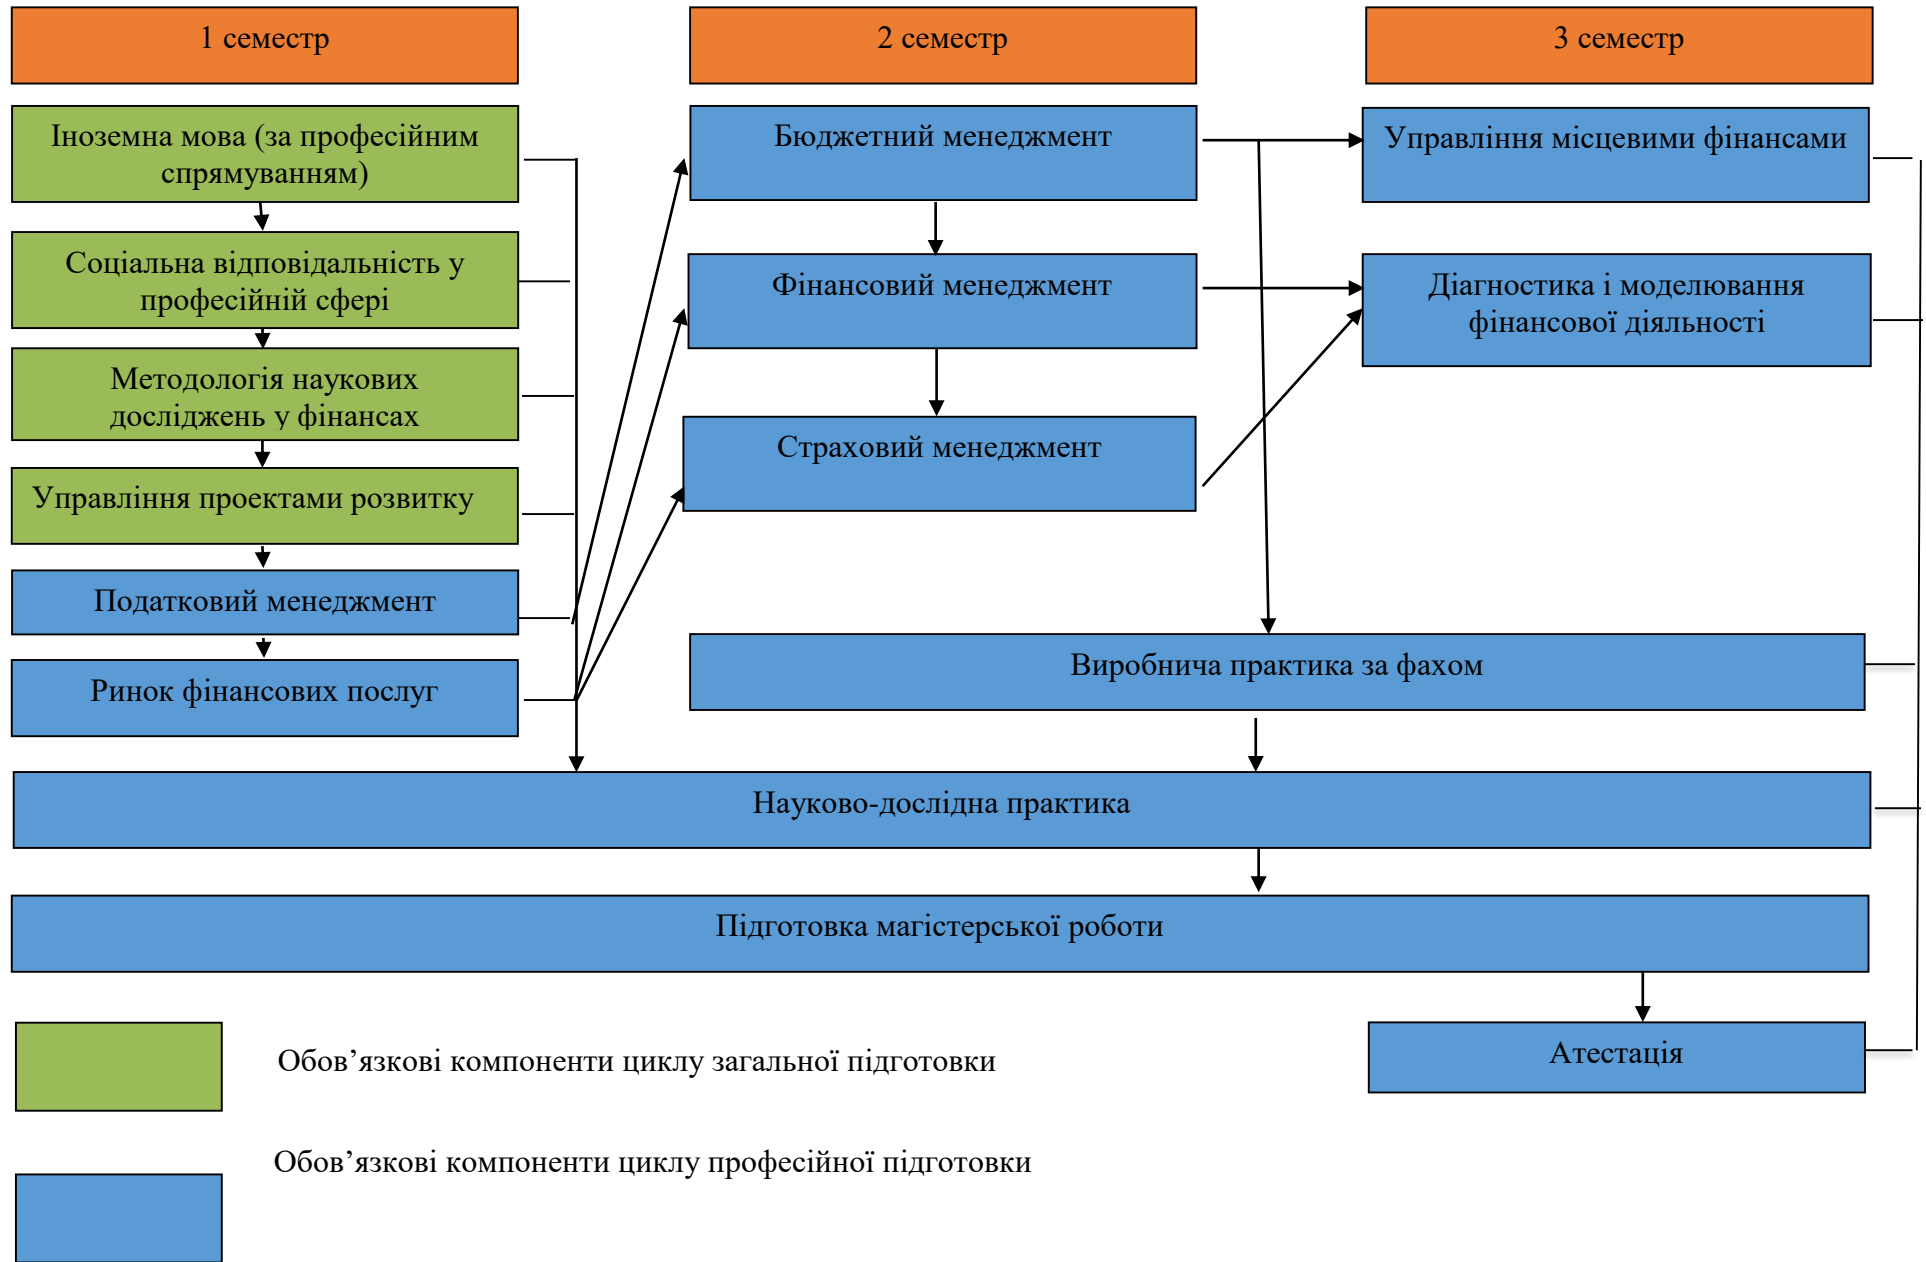 1 семестр
2 семестр
3 семестр
Іноземна мова (за професійним
спрямуванням)
Соціальна відповідальність у
професійній сфері
Методологія наукових
досліджень у фінансах
Управління проектами розвитку
Податковий менеджмент
Ринок фінансових послуг
Бюджетний менеджмент
Фінансовий менеджмент
Страховий менеджмент
Управління місцевими фінансами
Діагностика і моделювання
фінансової діяльності
Виробнича практика за фахом
Науково-дослідна практика
Підготовка магістерської роботи
Атестація
Обов’язкові компоненти циклу загальної підготовки
Обов’язкові компоненти циклу професійної підготовки